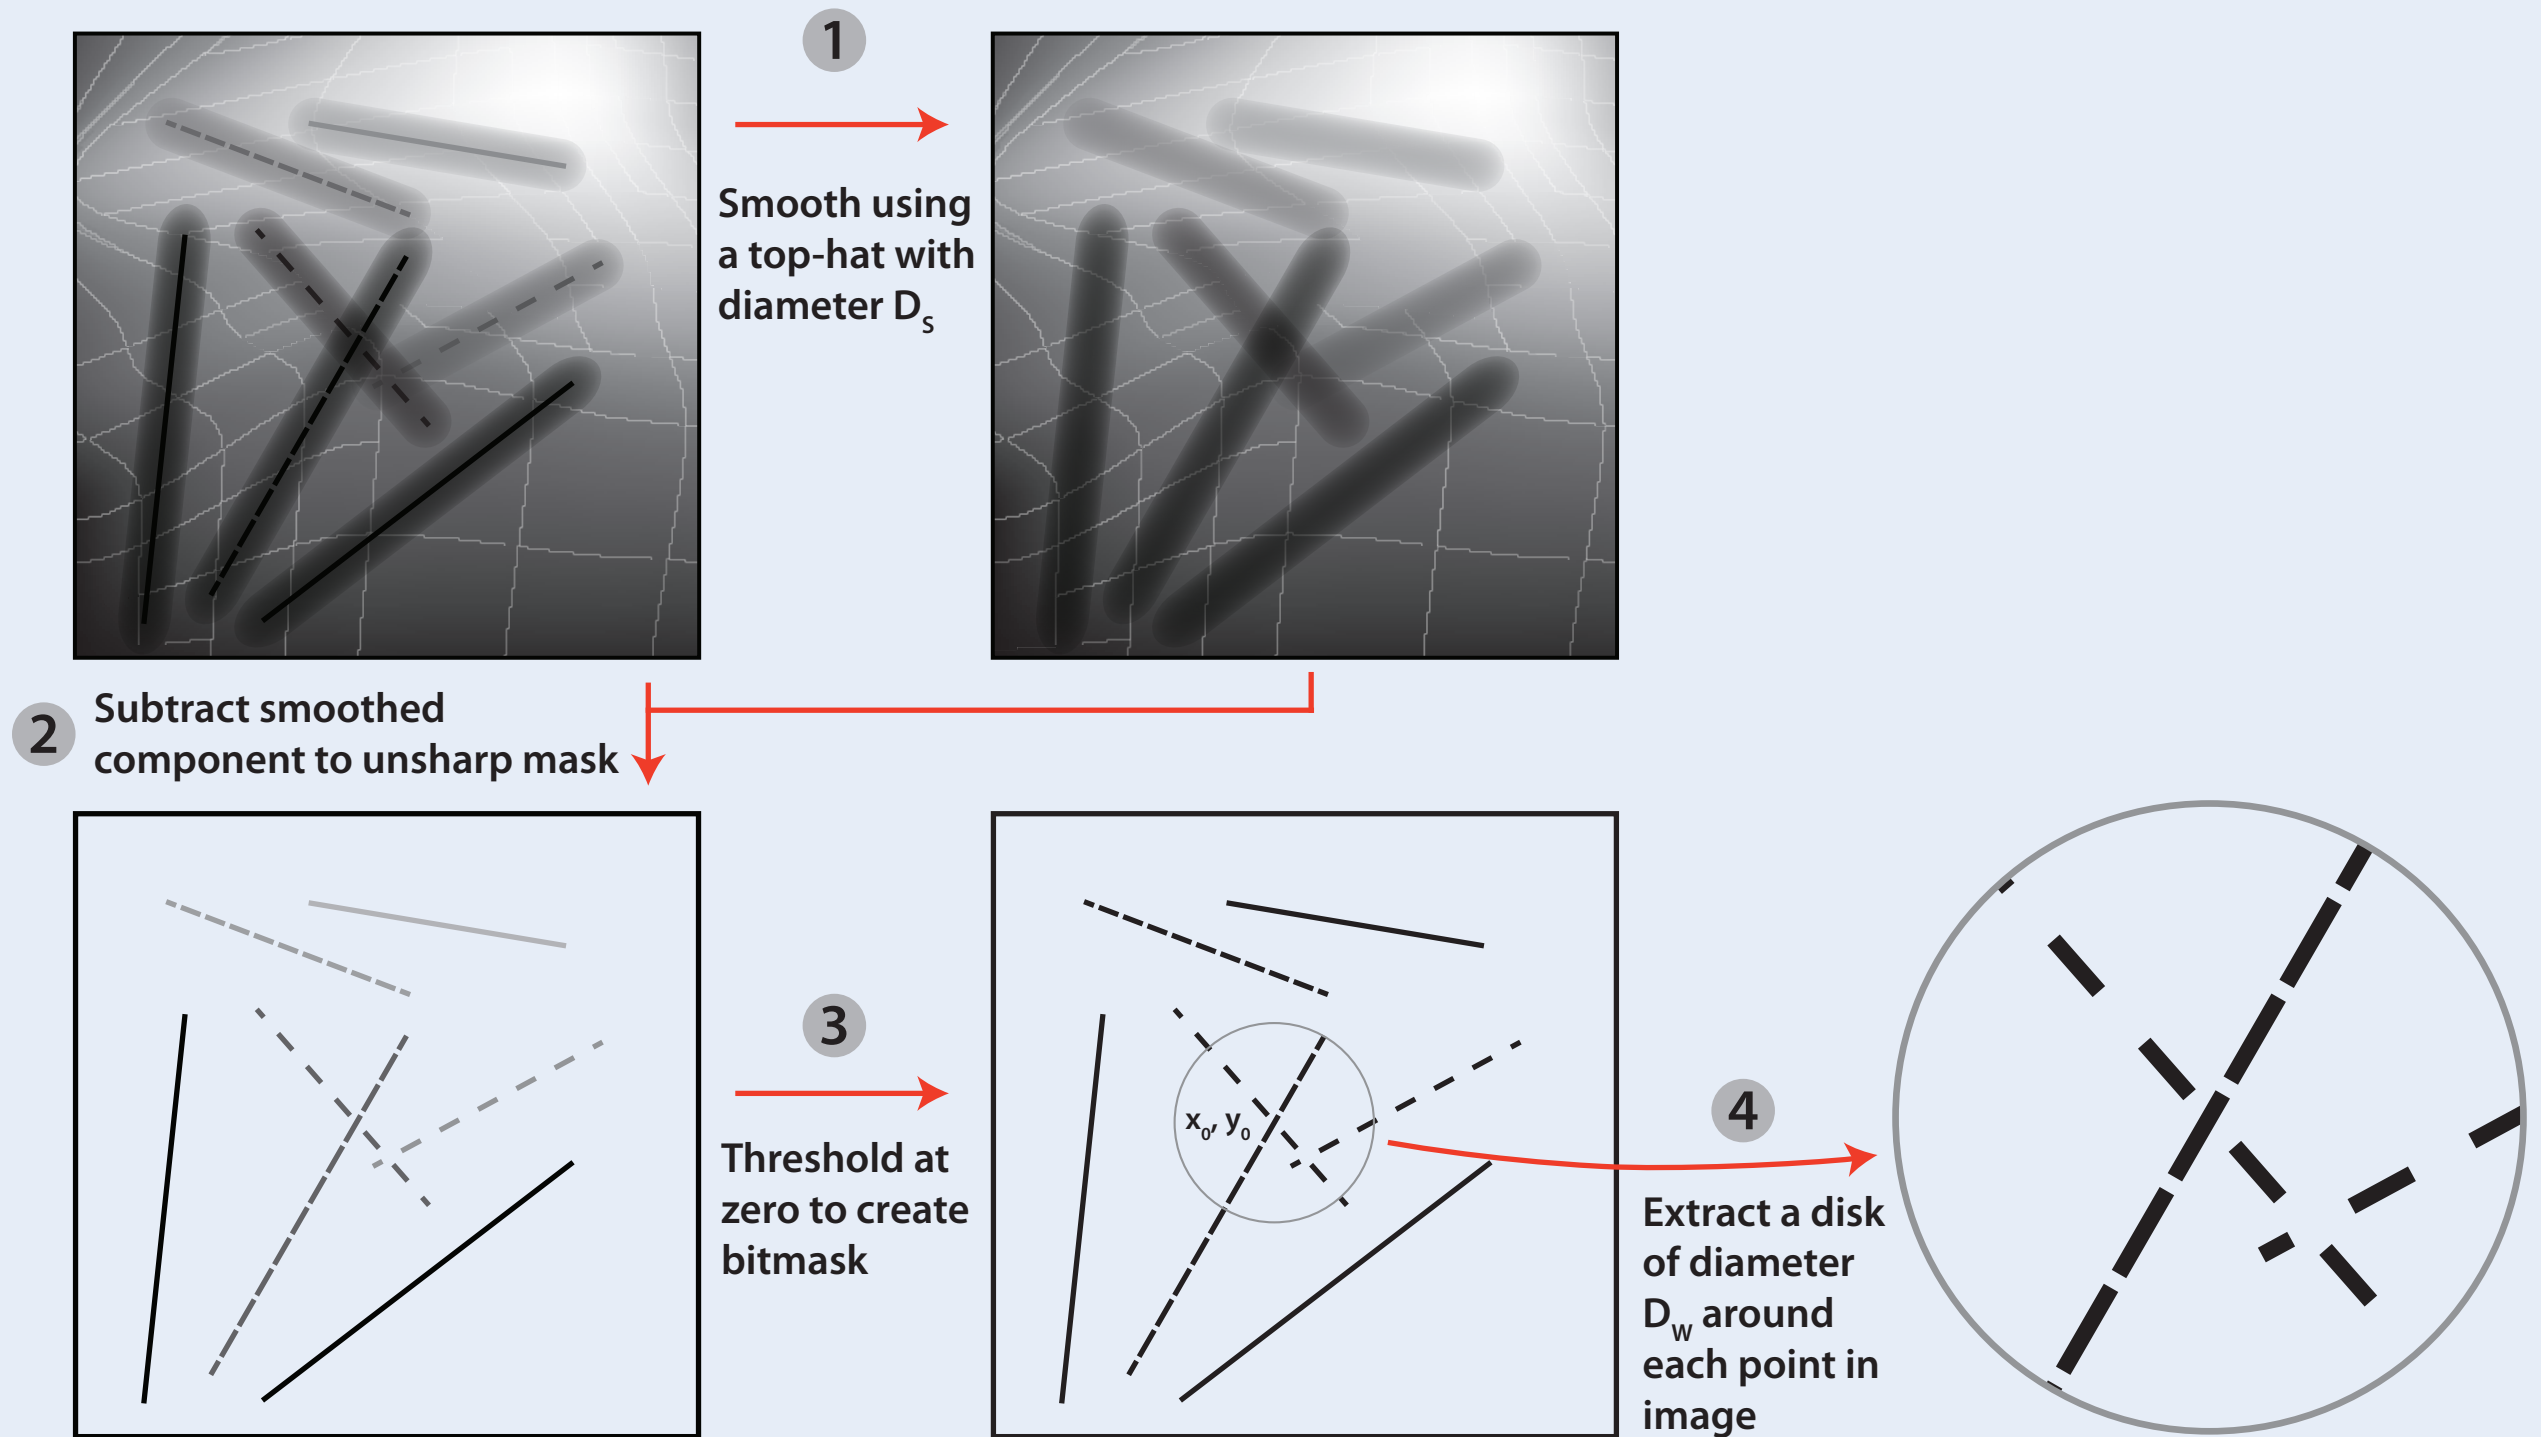 1
Smooth using
a top-hat with
diameter Ds
2
Subtract smoothed
component to unsharp mask
3
Threshold at
zero to create
bitmask
x0, y0
4
Extract a disk
of diameter
Dw around
each point in
image